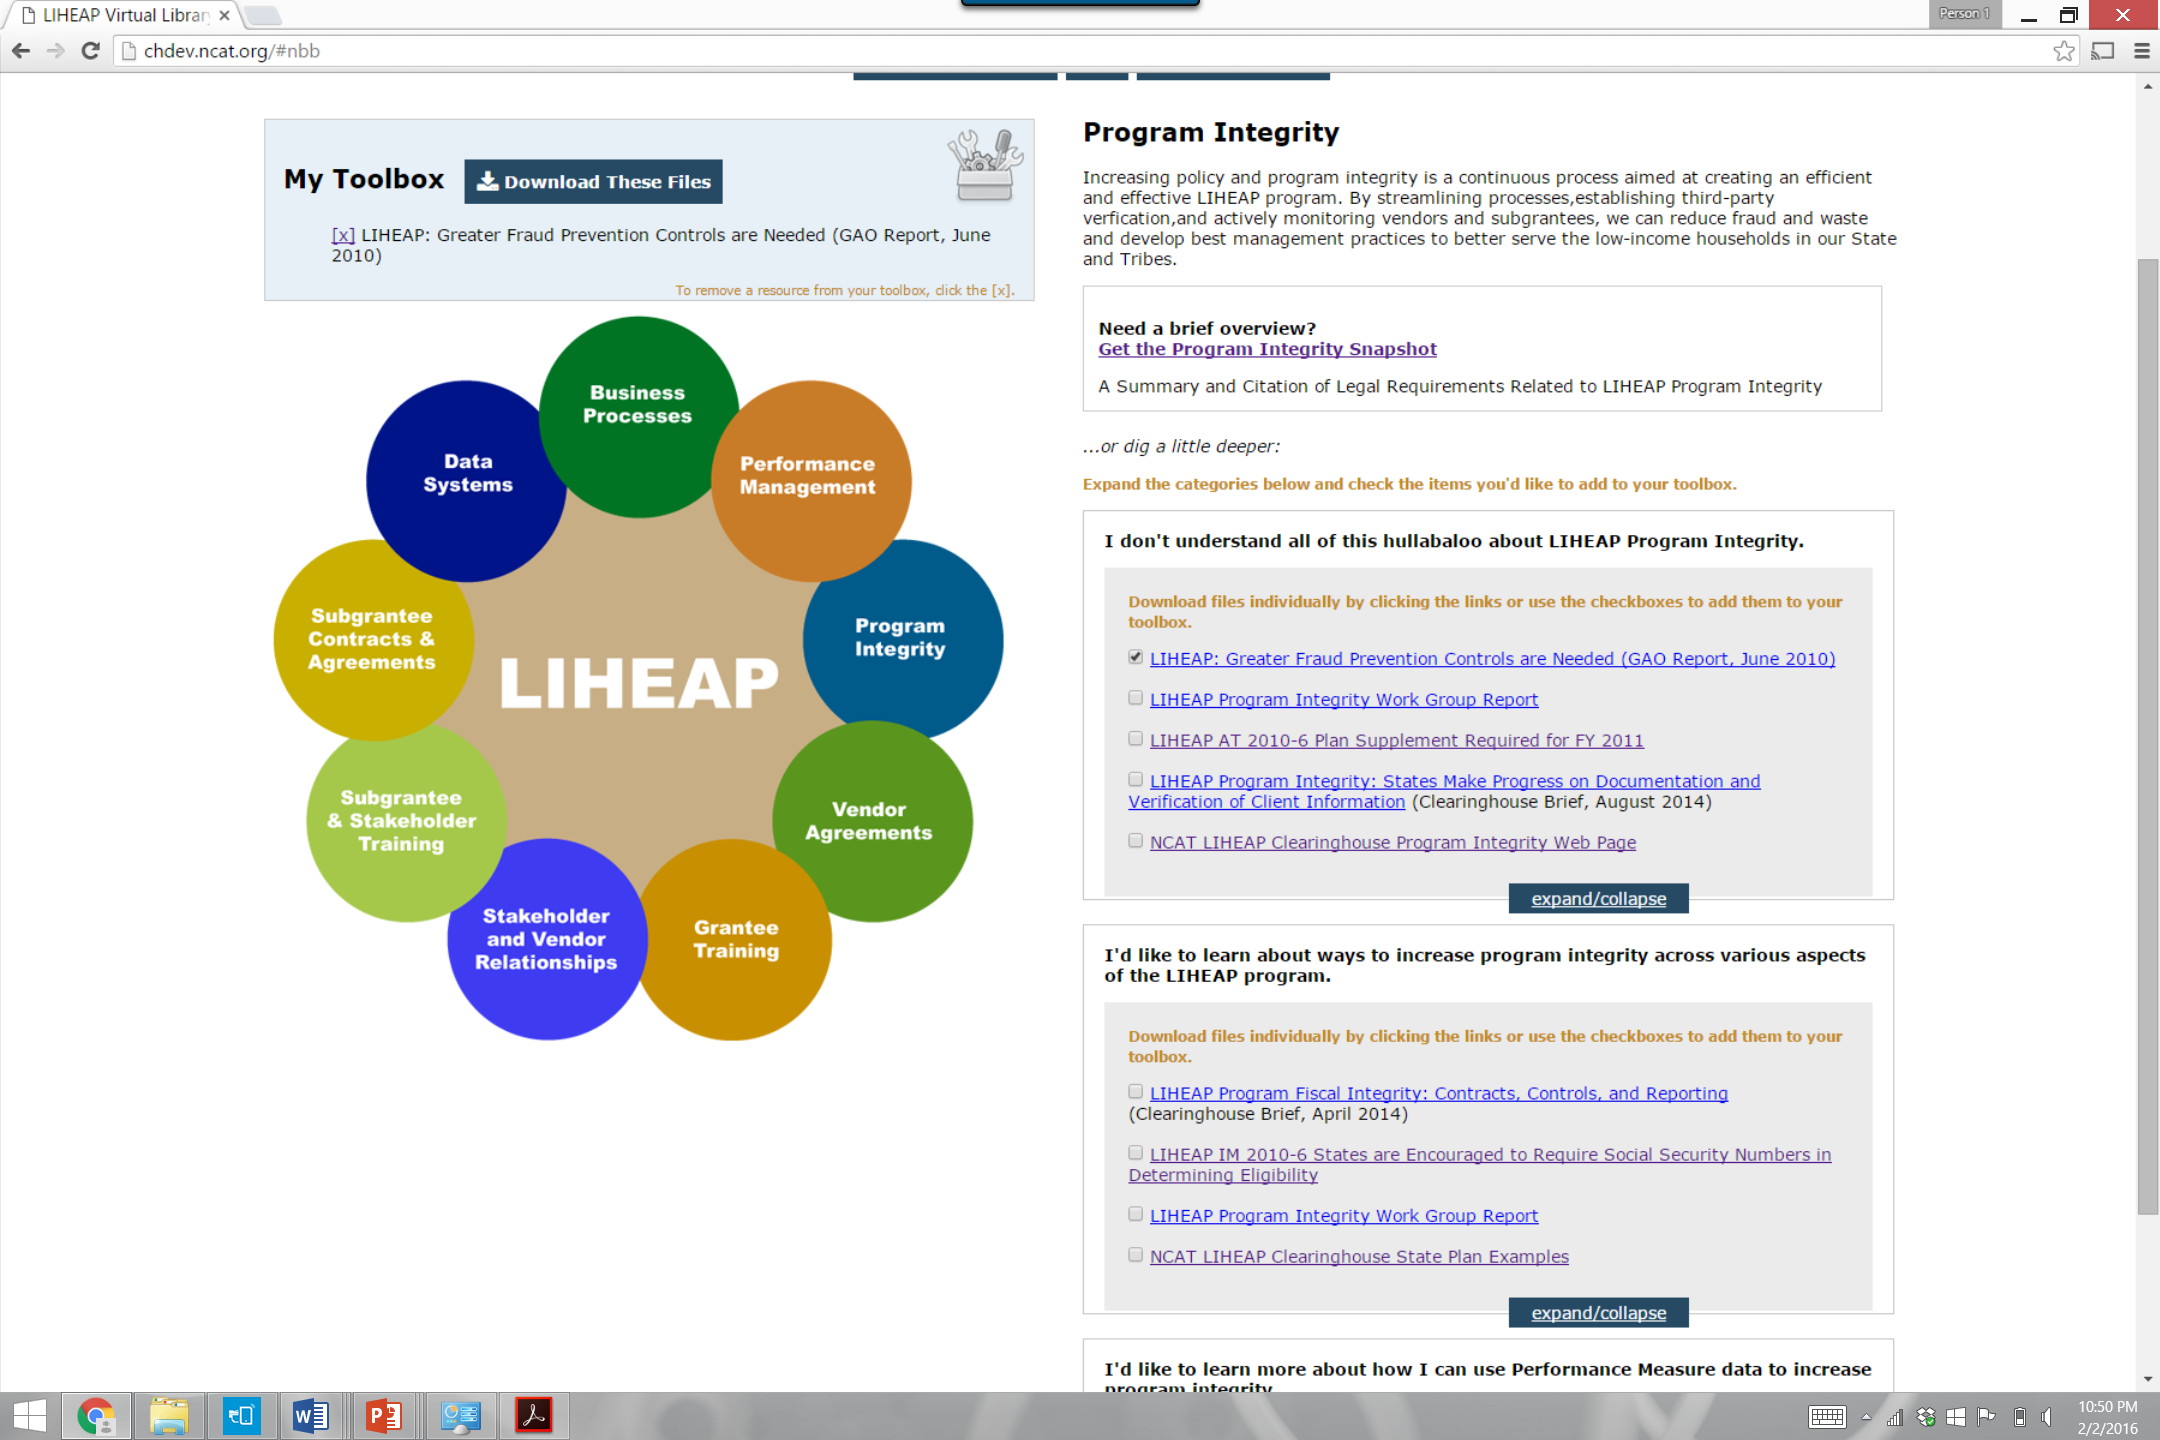 LIHEAP Virtual Librar
Person 1
chdev.ncat.org/#nbb
My Toolbox
Download These Files
[x] LIHEAP: Greater Fraud Prevention Controls are Needed (GAO Report, June
2010)
To remove a resource from your toolbox, click the [x].
Business
Processes
Data
Systems
Performance
Management
Subgrantee
Contracts &
Agreements
Program
Integrity
LIHEAP
Subgrantee
& Stakeholder
Training
Vendor
Agreements
Stakeholder
and Vendor
Relationships
Grantee
Training
Program Integrity
Increasing policy and program integrity is a continuous process aimed at creating an efficient
and effective LIHEAP program. By streamlining processes,establishing third-party
verfication,and actively monitoring vendors and subgrantees, we can reduce fraud and waste
and develop best management practices to better serve the low-income households in our State
and Tribes.
Need a brief overview?
Get the Program Integrity Snapshot
A Summary and Citation of Legal Requirements Related to LIHEAP Program Integrity
...or dig a little deeper:
Expand the categories below and check the items you'd like to add to your toolbox.
I don't understand all of this hullabaloo about LIHEAP Program Integrity.
Download files individually by clicking the links or use the checkboxes to add them to your
toolbox.
LIHEAP: Greater Fraud Prevention Controls are Needed (GAO Report, June 2010)
LIHEAP Program Integrity Work Group Report
LIHEAP AT 2010-6 Plan Supplement Required for FY 2011
LIHEAP Program Integrity: States Make Progress on Documentation and
Verification of Client Information (Clearinghouse Brief, August 2014)
NCAT LIHEAP Clearinghouse Program Integrity Web Page
expand/collapse
I'd like to learn about ways to increase program integrity across various aspects
of the LIHEAP program.
Download files individually by clicking the links or use the checkboxes to add them to your
toolbox.
LIHEAP Program Fiscal Integrity: Contracts, Controls, and Reporting
(Clearinghouse Brief, April 2014)
LIHEAP IM 2010-6 States are Encouraged to Require Social Security Numbers in
Determining Eligibility
LIHEAP Program Integrity Work Group Report
NCAT LIHEAP Clearinghouse State Plan Examples
expand/collapse
I'd like to learn more about how I can use Performance Measure data to increase
program integrity
10:50 PM
2/2/2016